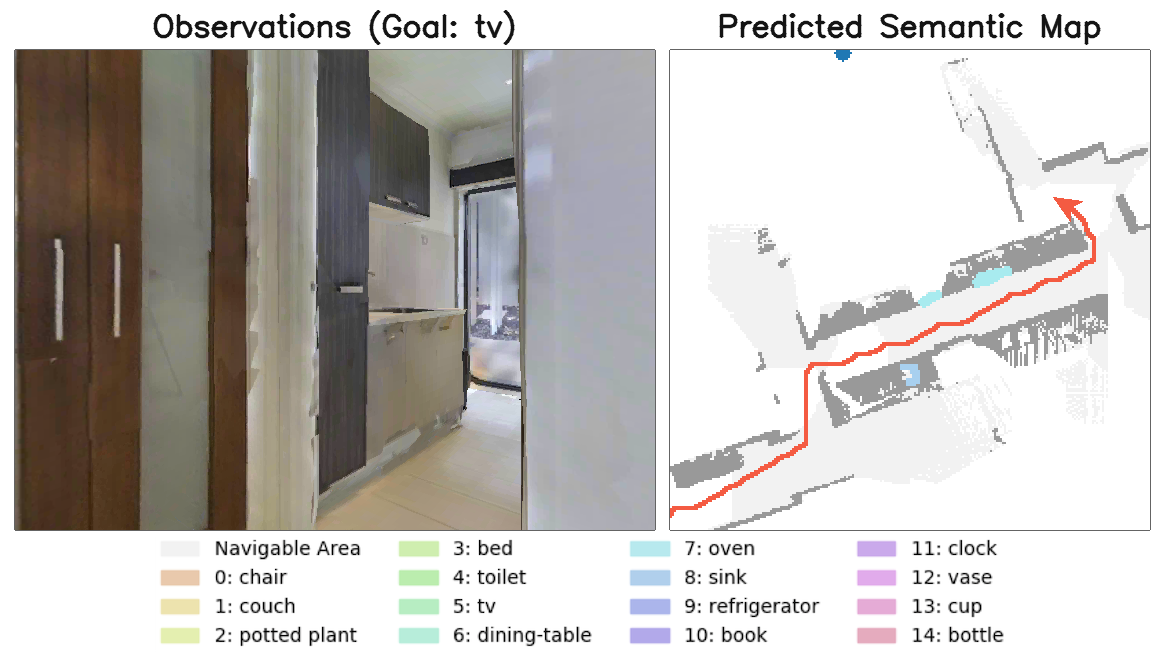 Observations (Goal: tv)
Predicted Semantic Map
Navigable Area
0: chair
1: couch
2: potted plant
3: bed
4: toilet
5: tv
6: dining-table
7: oven
8: sink
9: refrigerator
10: book
11: clock
12: vase
13: cup
14: bottle